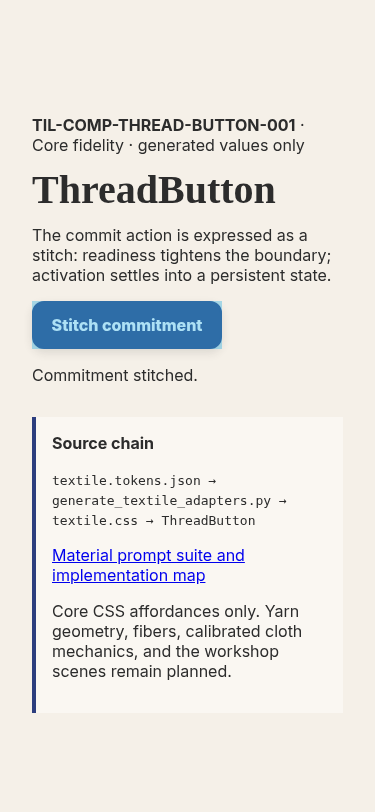 TIL-COMP-THREAD-BUTTON-001 ·
Core fidelity · generated values only
ThreadButton
The commit action is expressed as a
stitch: readiness tightens the boundary;
activation settles into a persistent state.
Stitch commitment
Commitment stitched.
Source chain
textile.tokens.json →
generate_textile_adapters.py →
textile.css → ThreadButton
Material prompt suite and
implementation map
Core CSS affordances only. Yarn
geometry, fibers, calibrated cloth
mechanics, and the workshop
scenes remain planned.